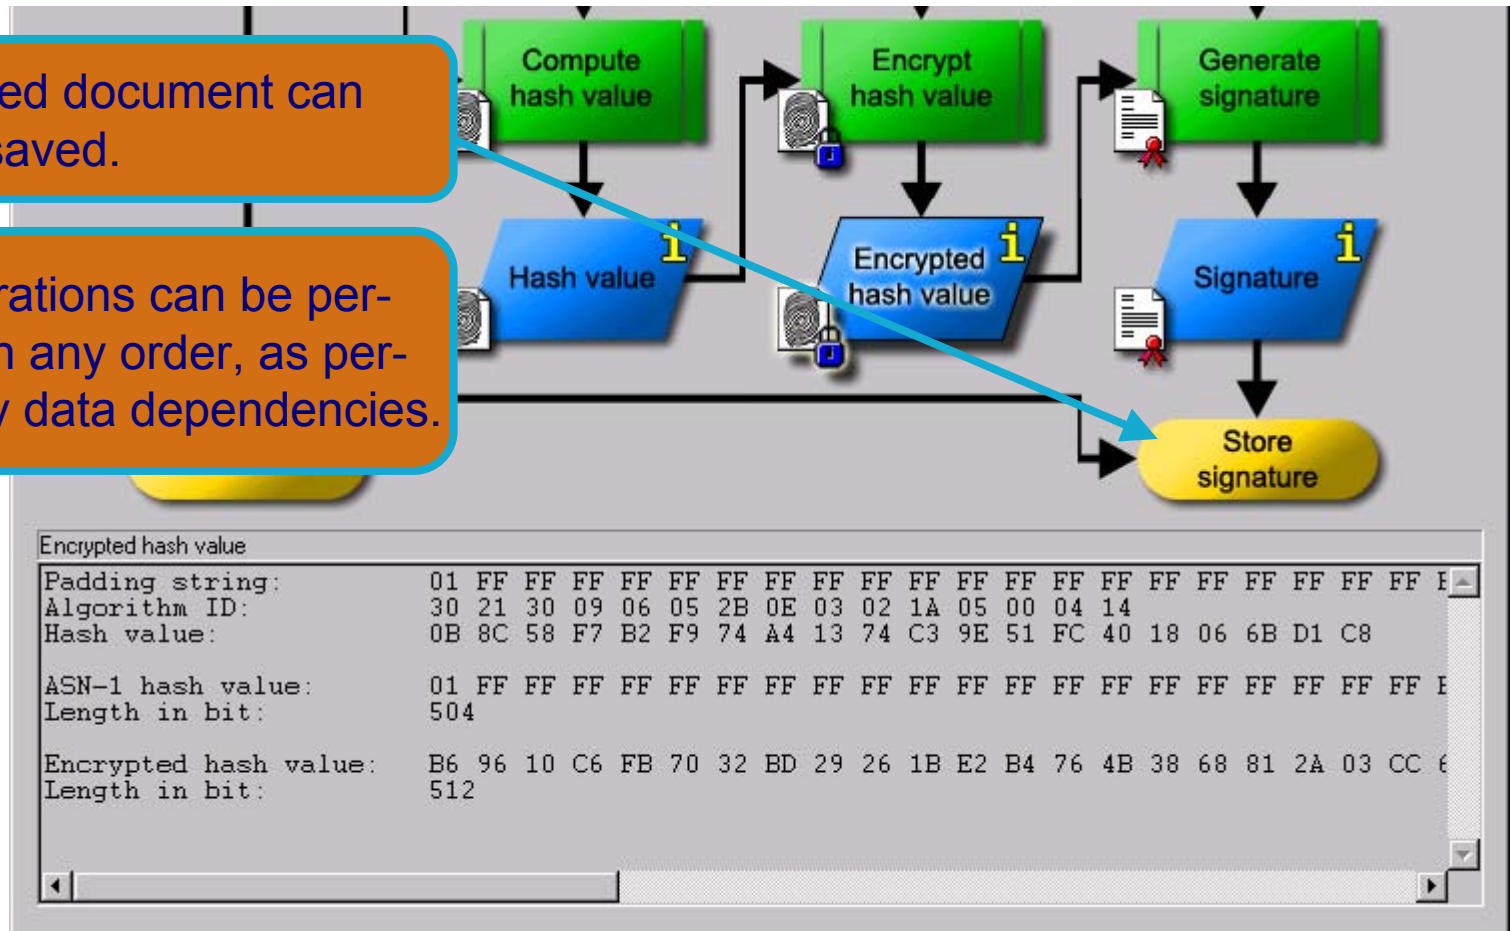 Compute
hash value
Encrypt
hash value
Generate
signature
ed document can
saved.
Hash value
i
Encrypted
hash value
i
Signature
i
rations can be per-
n any order, as per-
y data dependencies.
Store
signature
Encrypted hash value
Padding string: 01 FF FF FF FF FF FF FF FF FF FF FF FF FF FF FF FF FF FF FF FF
Algorithm ID: 30 21 30 09 06 05 2B 0E 03 02 1A 05 00 04 14
Hash value: 0B 8C 58 F7 B2 F9 74 A4 13 74 C3 9E 51 FC 40 18 06 6B D1 C8
ASN-1 hash value: 01 FF FF FF FF FF FF FF FF FF FF FF FF FF FF FF FF FF FF FF FF
Length in bit: 504
Encrypted hash value: B6 96 10 C6 FB 70 32 BD 29 26 1B E2 B4 76 4B 38 68 81 2A 03 CC
Length in bit: 512